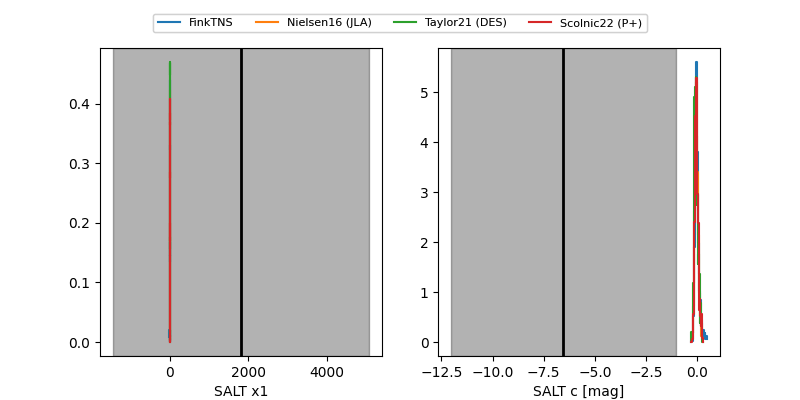 FinkTNS Nielsen16 (JLA) Taylor21 (DES) Scolnic22 (P+)
0.4
0.3
0.2
0.1
0.0
0 2000 4000
SALT x1
5
4
3
2
1
0
−12.5 −10.0 −7.5 −5.0 −2.5 0.0
SALT c [mag]